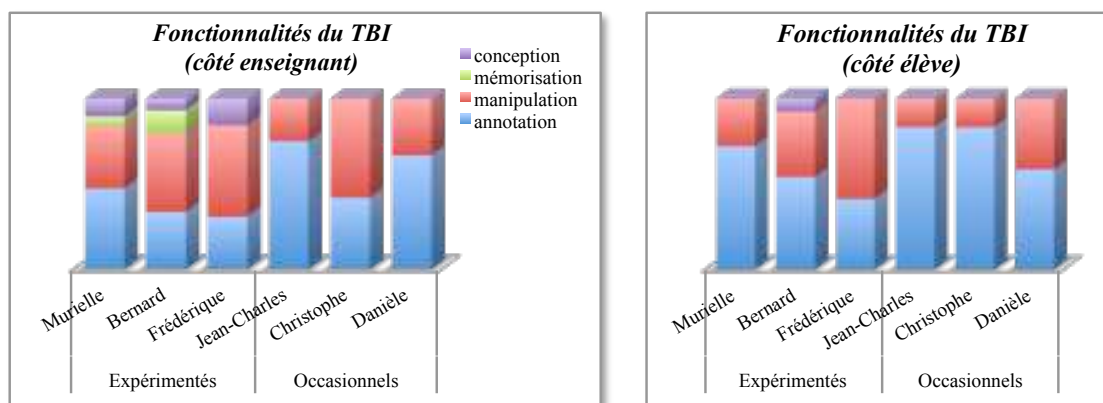 Fonctionnalités du TBI
(côté enseignant)
conception
mémorisation
manipulation
annotation
Murielle
Bernard
Frédérique
Jean-Charles
Christophe
Danièle
Expérimentés
Occasionnels
Fonctionnalités du TBI
(côté élève)
Murielle
Bernard
Frédérique
Jean-Charles
Christophe
Danièle
Expérimentés
Occasionnels